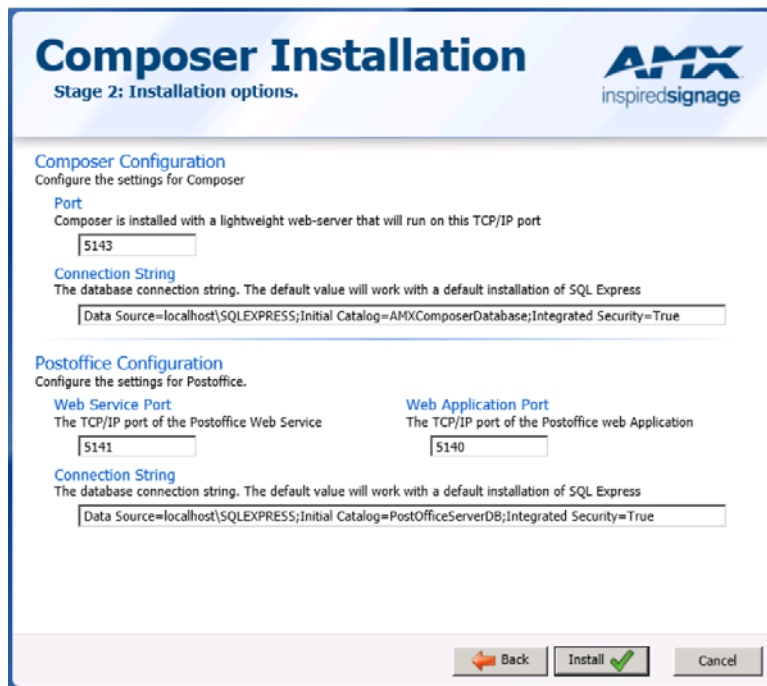 Composer Installation
Stage 2: Installation options.
AMX
inspiredsignage
Composer Configuration
Configure the settings for Composer
Port
Composer is installed with a lightweight web-server that will run on this TCP/IP port
5143
Connection String
The database connection string. The default value will work with a default installation of SQL Express
Data Source=localhost\SQLEXPRESS;Initial Catalog=AMXComposerDatabase;Integrated Security=True
Postoffice Configuration
Configure the settings for Postoffice.
Web Service Port
The TCP/IP port of the Postoffice Web Service
5141
Web Application Port
The TCP/IP port of the Postoffice web Application
5140
Connection String
The database connection string. The default value will work with a default installation of SQL Express
Data Source=localhost\SQLEXPRESS;Initial Catalog=PostOfficeServerDB;Integrated Security=True
Back
Install
Cancel